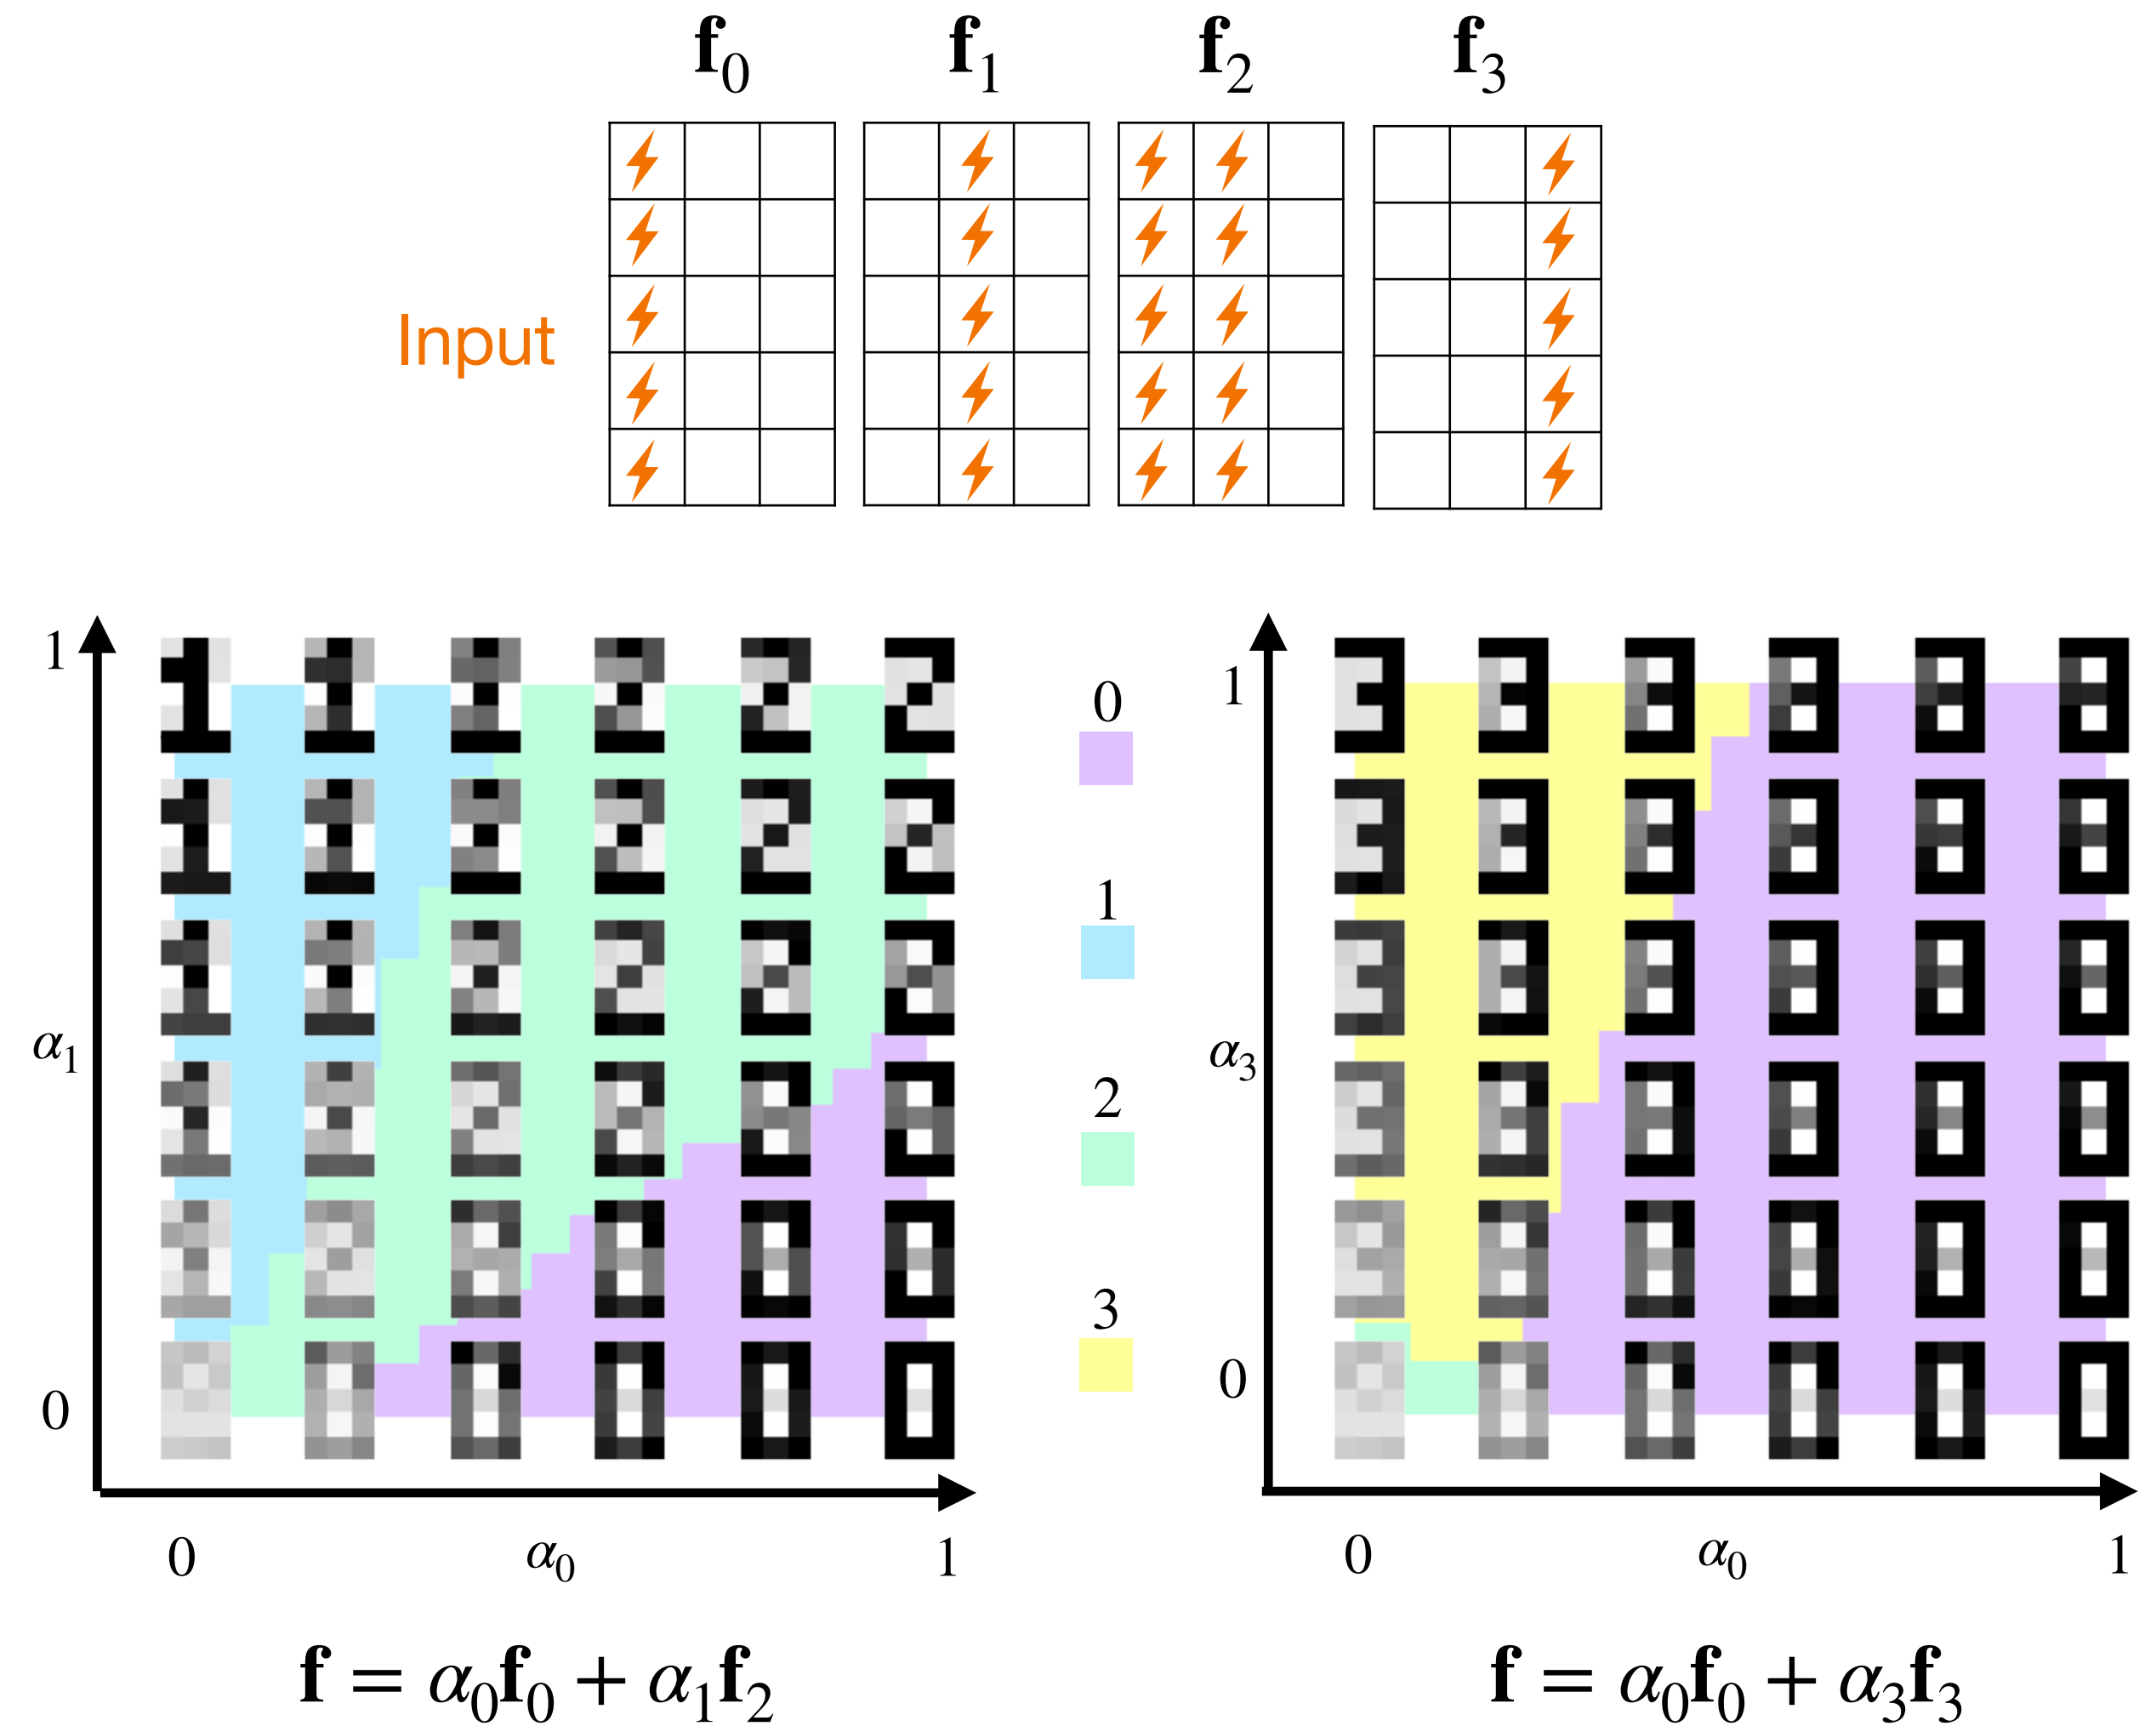 f₀ f₁ f₂ f₃
Input
1
α₁
0
0 α₀ 1
f = α₀f₀ + α₁f₂
0
1
2
3
1
α₃
0
0 α₀ 1
f = α₀f₀ + α₃f₃